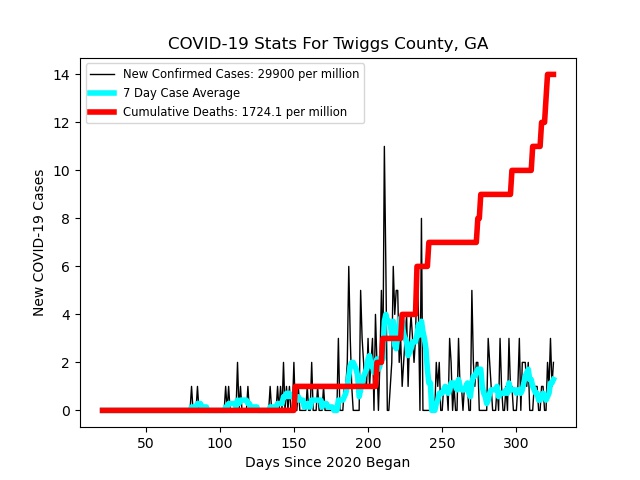 COVID-19 Stats For Twiggs County, GA
New Confirmed Cases: 29900 per million
7 Day Case Average
Cumulative Deaths: 1724.1 per million
New COVID-19 Cases
14
12
10
8
6
4
2
0
50 100 150 200 250 300
Days Since 2020 Began